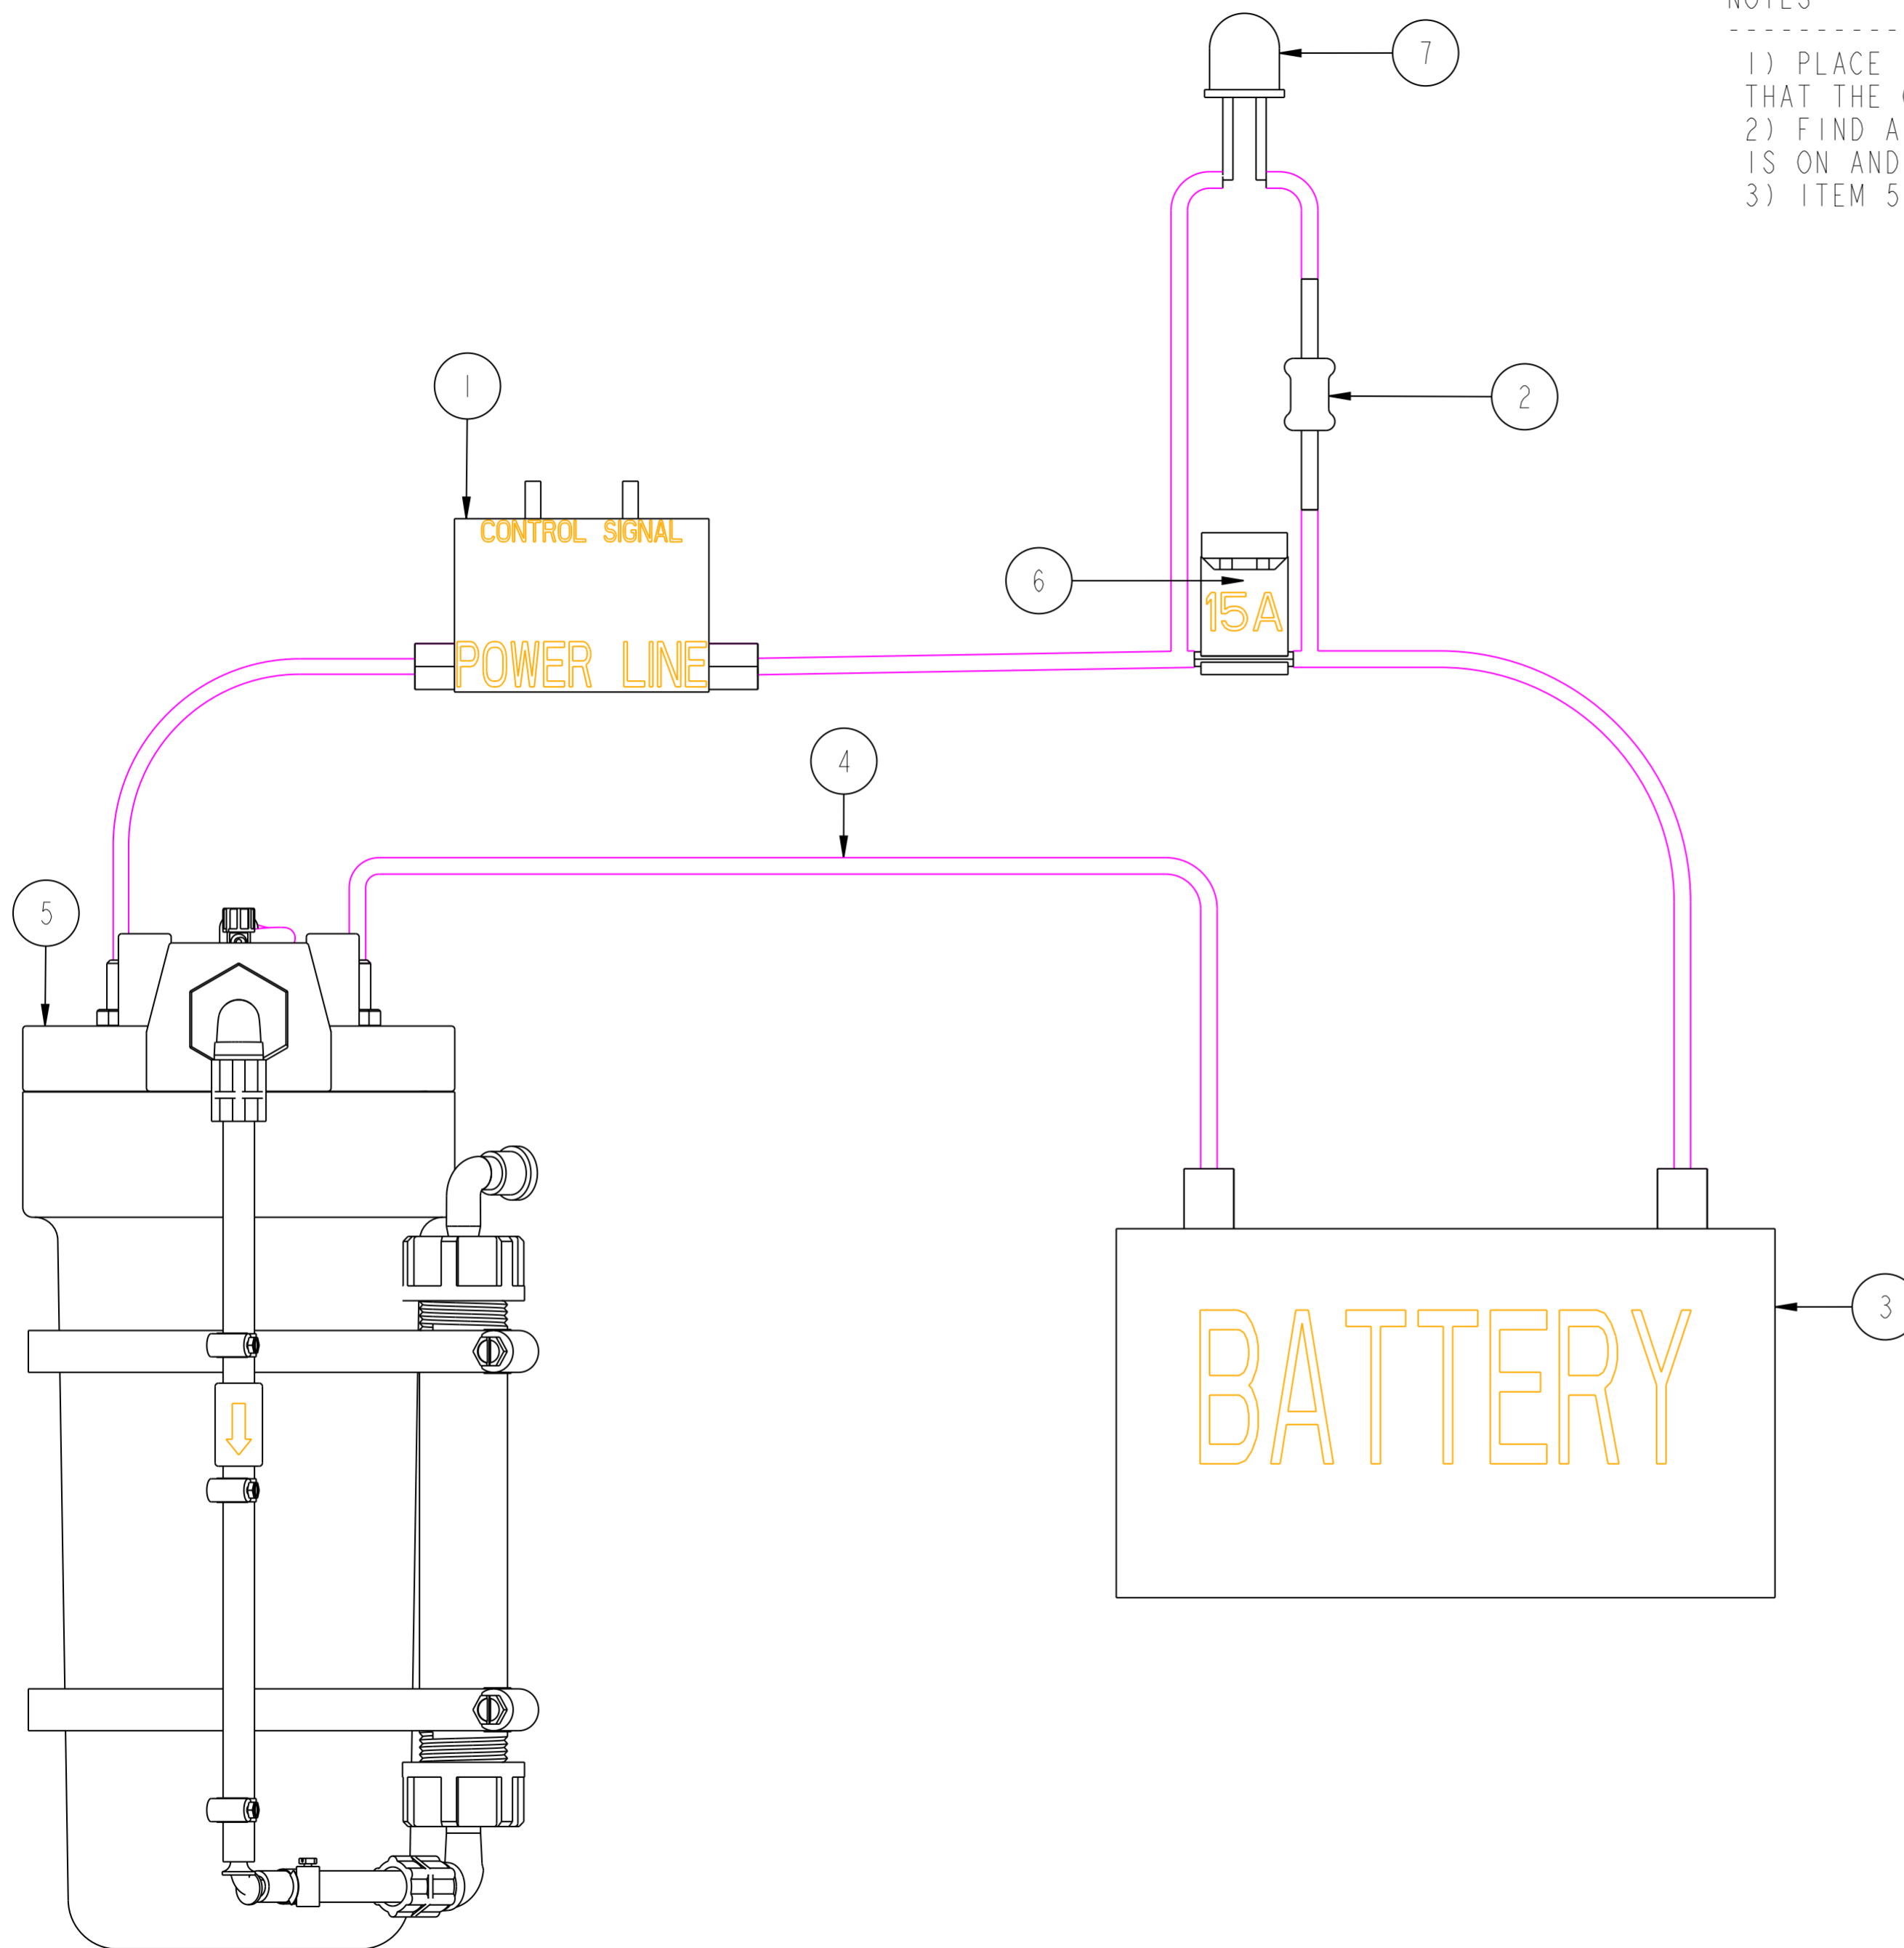 NOTES
----------
1) PLACE
THAT THE
2) FIND A
IS ON AND
3) ITEM 5
7
1
2
CONTROL SIGNAL
6
15A
POWER LINE
4
5
3
BATTERY